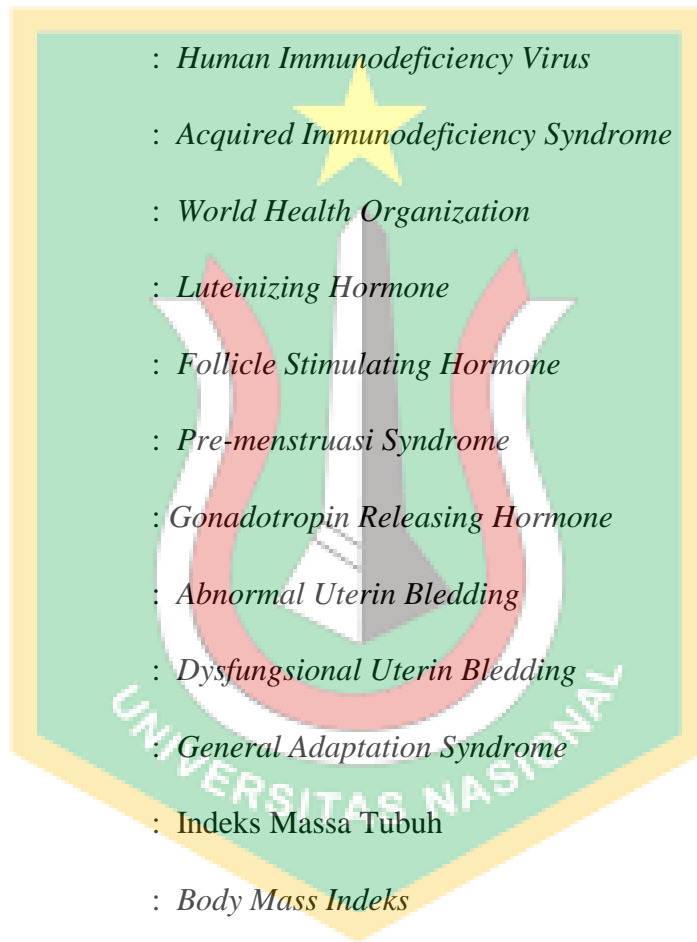 : Human Immunodeficiency Virus
: Acquired Immunodeficiency Syndrome
: World Health Organization
: Luteinizing Hormone
: Follicle Stimulating Hormone
: Pre-menstruasi Syndrome
: Gonadotropin Releasing Hormone
: Abnormal Uterin Bledding
: Dysfungsional Uterin Bledding
: General Adaptation Syndrome
: Indeks Massa Tubuh
: Body Mass Indeks
UNIVERSITAS NASIONAL